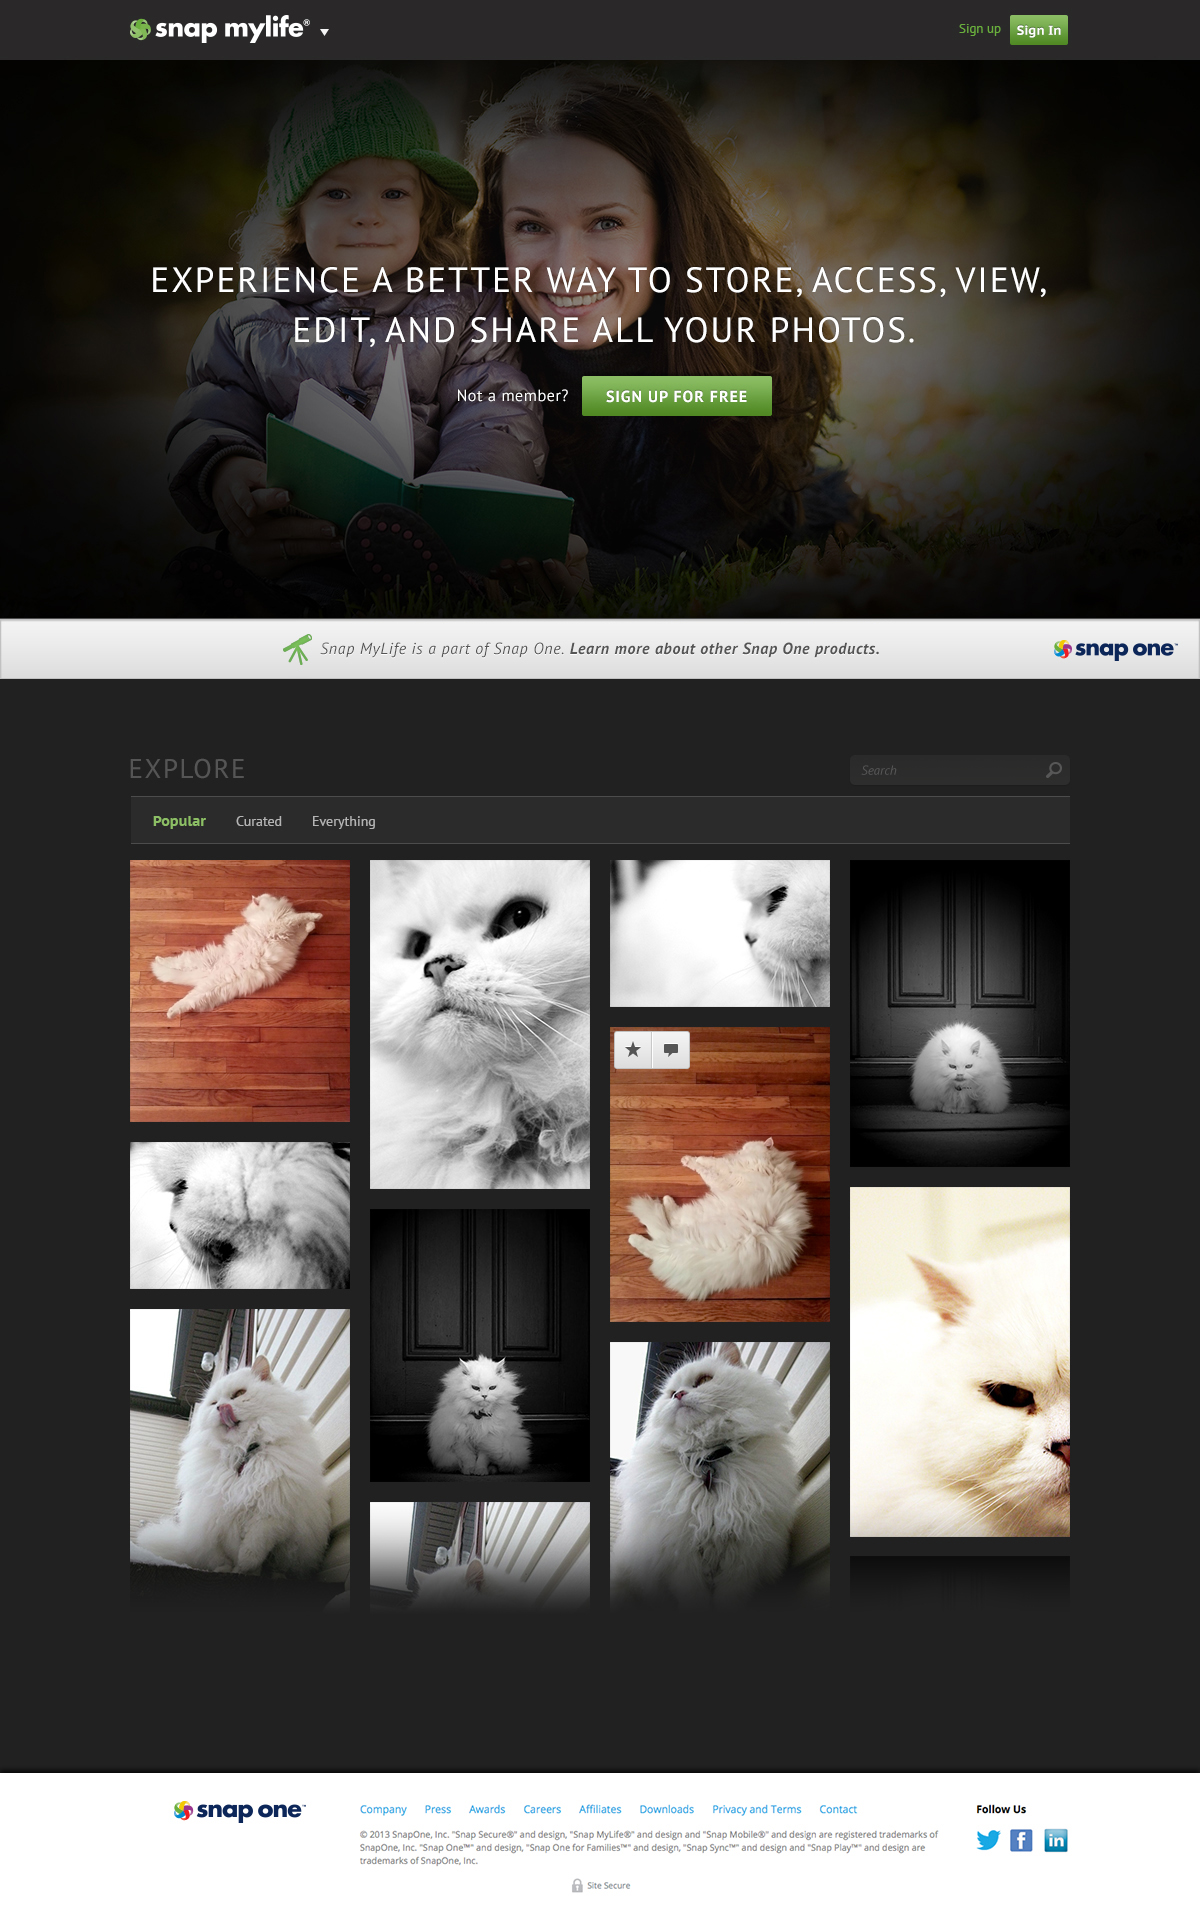 snap mylife®
Sign up
Sign In
EXPERIENCE A BETTER WAY TO STORE, ACCESS, VIEW,
EDIT, AND SHARE ALL YOUR PHOTOS.
Not a member?
SIGN UP FOR FREE
Snap MyLife is a part of Snap One. Learn more about other Snap One products.
snap one™
EXPLORE
Search
Popular
Curated
Everything
snap one™
Company
Press
Awards
Careers
Affiliates
Downloads
Privacy and Terms
Contact
© 2013 SnapOne, Inc. "Snap Secure®" and design, "Snap MyLife®" and design and "Snap Mobile®" and design are registered trademarks of
SnapOne, Inc. "Snap One™" and design, "Snap One for Families™" and design, "Snap Sync™" and design and "Snap Play™" and design are
trademarks of SnapOne, Inc.
Site Secure
Follow Us
f
in